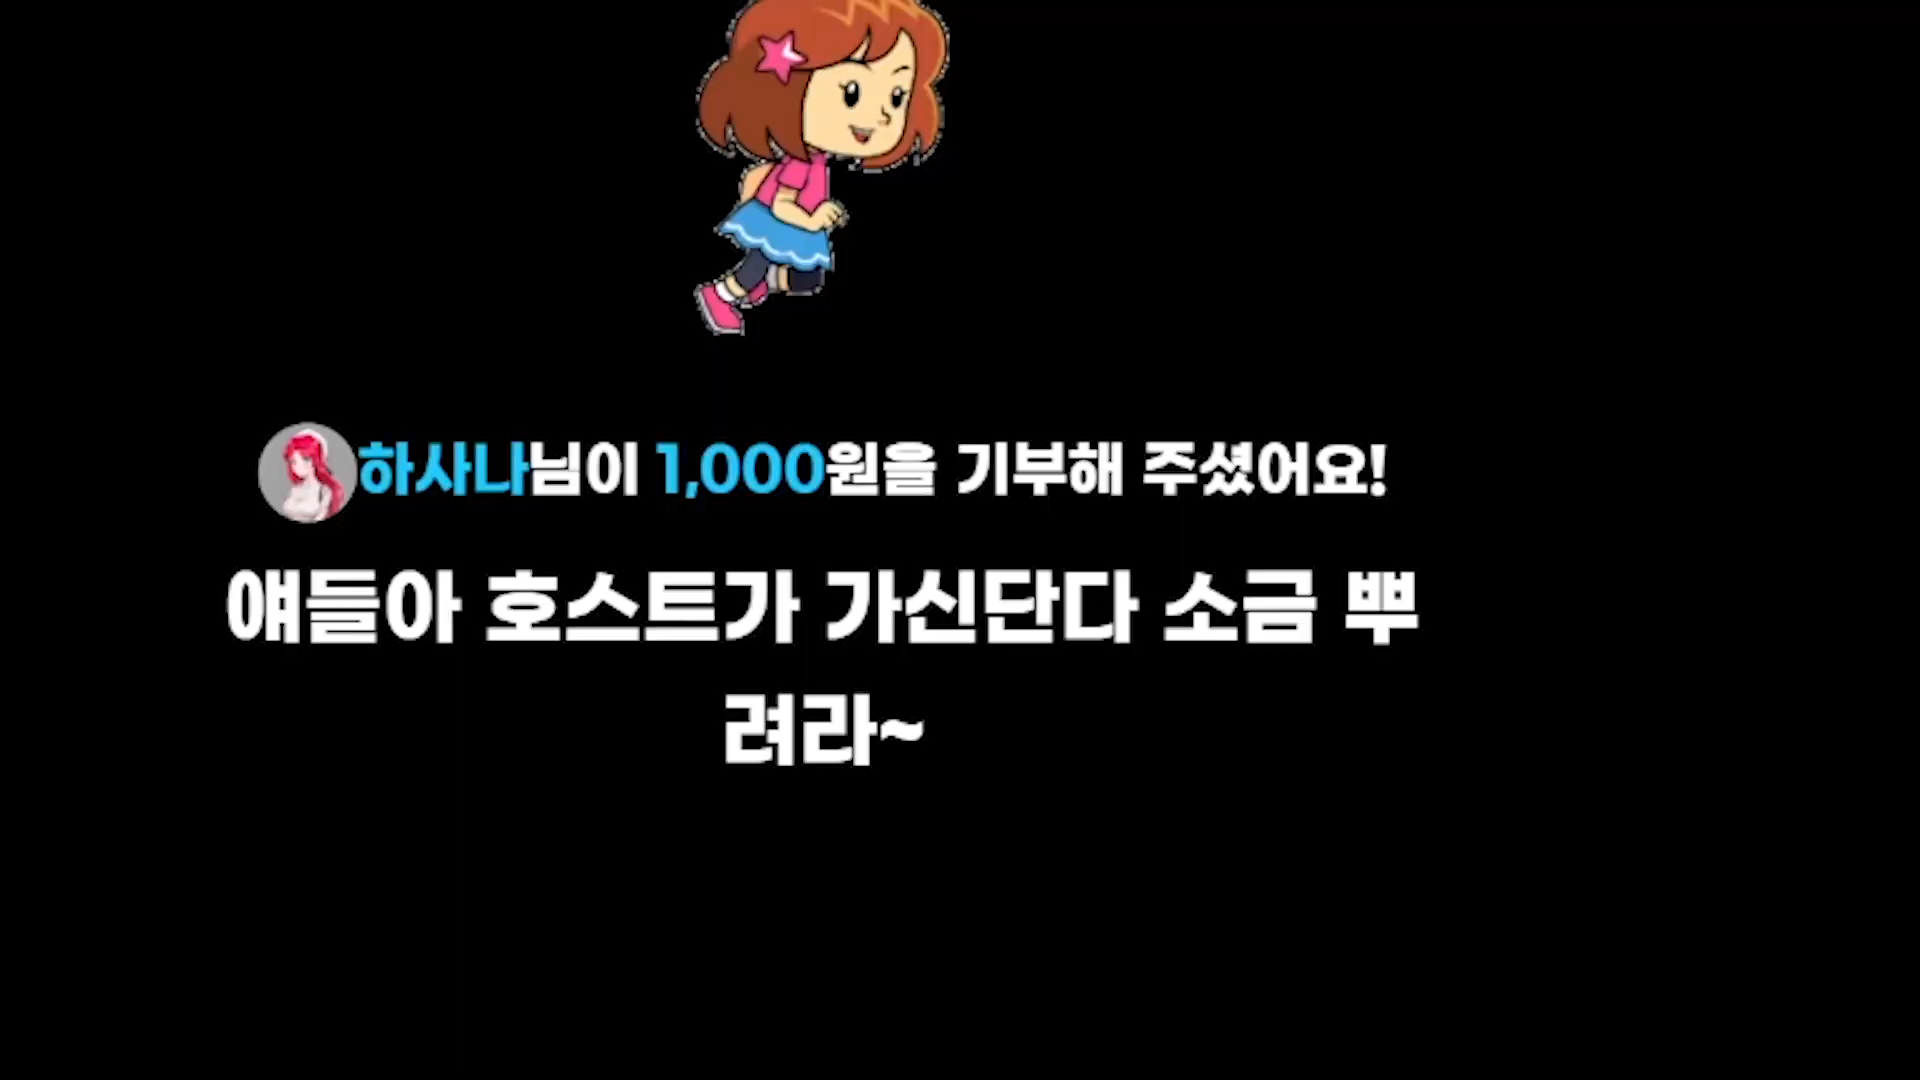 하사나님이 1,000원을 기부해 주셨어요!
얘들아 호스트가 가신단다 소금 뿌
려라~